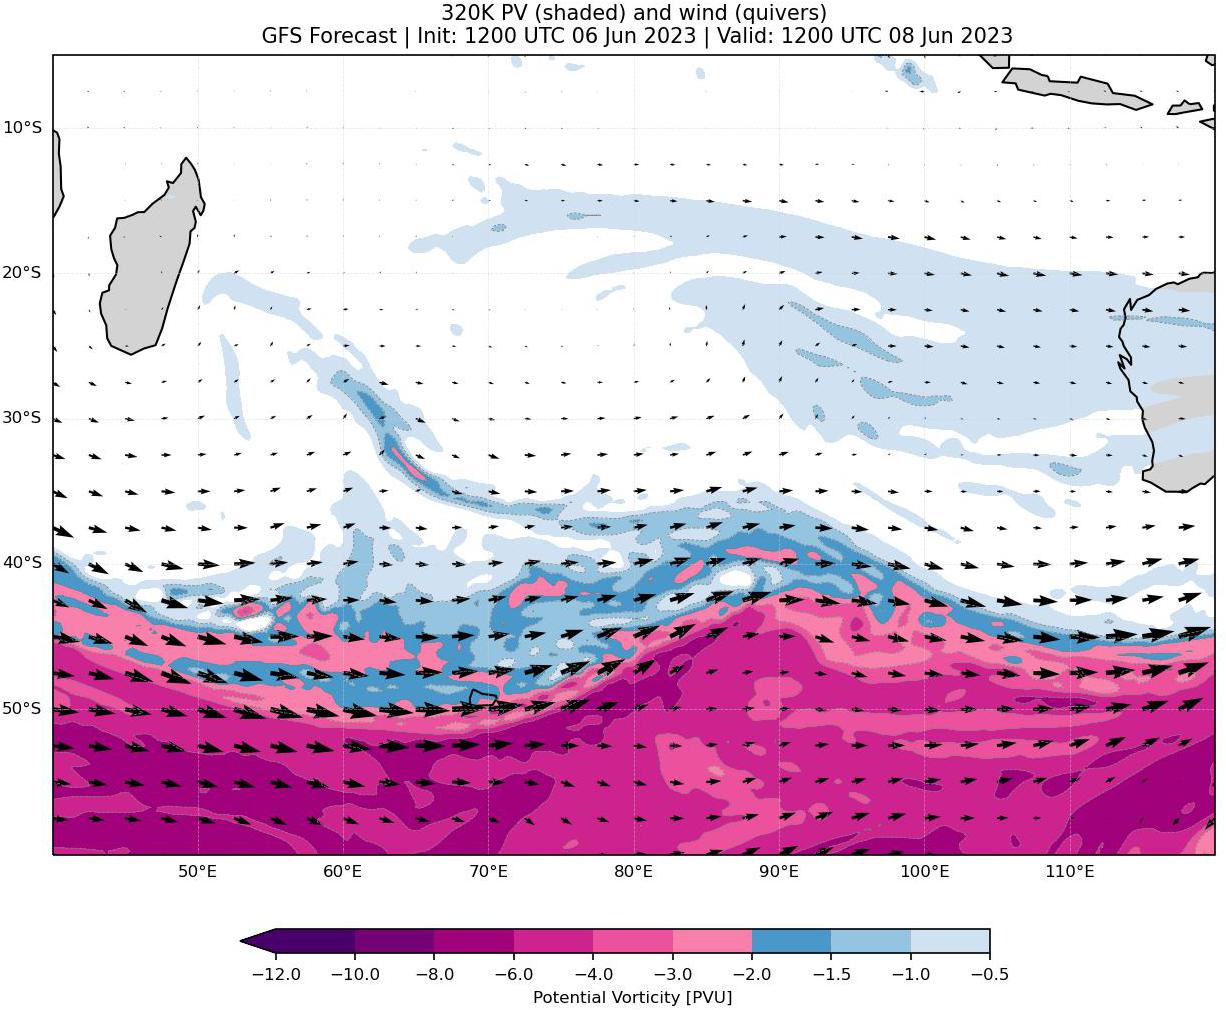 320K PV (shaded) and wind (quivers)
GFS Forecast | Init: 1200 UTC 06 Jun 2023 | Valid: 1200 UTC 08 Jun 2023
10°S
20°S
30°S
40°S
50°S
50°E 60°E 70°E 80°E 90°E 100°E 110°E
−12.0 −10.0 −8.0 −6.0 −4.0 −3.0 −2.0 −1.5 −1.0 −0.5
Potential Vorticity [PVU]